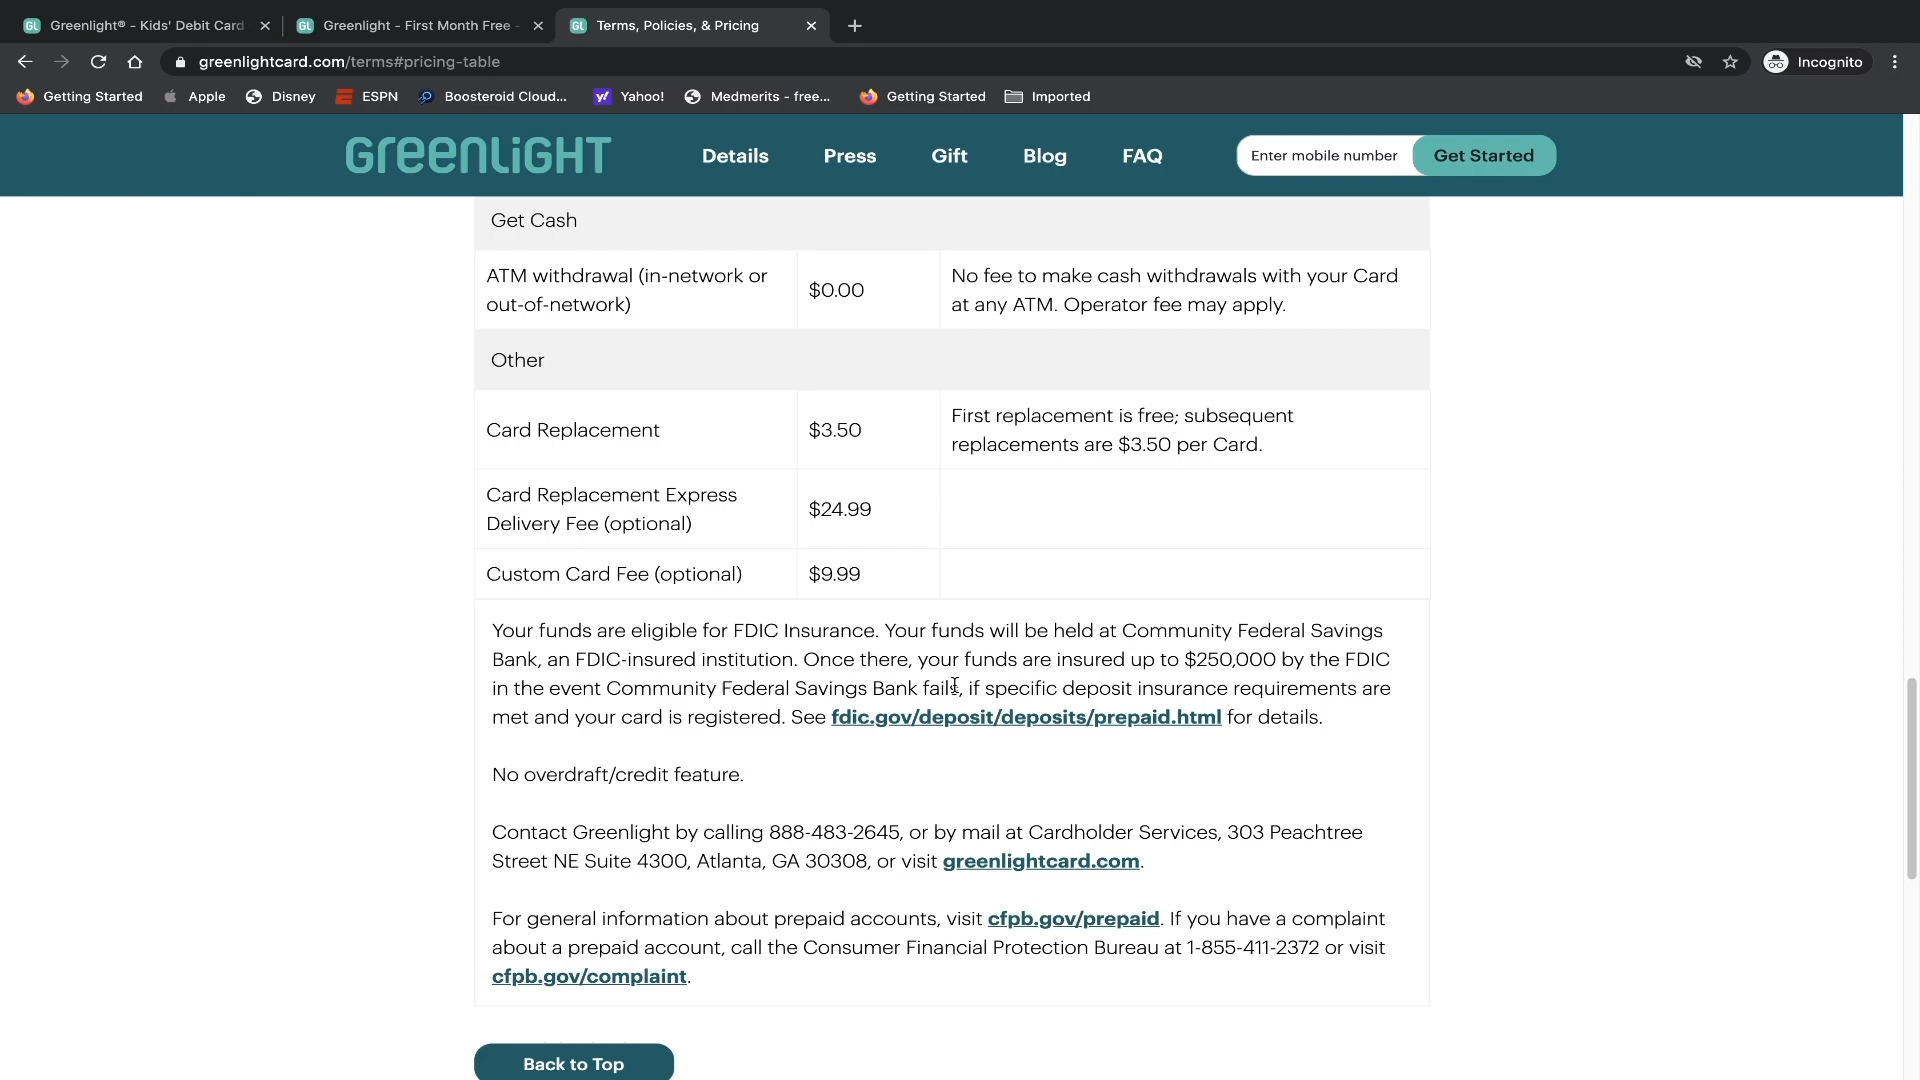 GL Greenlight® - Kids' Debit Card
GL Greenlight - First Month Free -
GL Terms, Policies, & Pricing
greenlightcard.com/terms#pricing-table
Incognito
Getting Started
Apple
Disney
ESPN
Boosteroid Cloud...
y! Yahoo!
Medmerits - free...
Getting Started
Imported
GREENLIGHT
Details
Press
Gift
Blog
FAQ
Enter mobile number
Get Started
Get Cash
ATM withdrawal (in-network or
out-of-network)
$0.00
No fee to make cash withdrawals with your Card
at any ATM. Operator fee may apply.
Other
Card Replacement
$3.50
First replacement is free; subsequent
replacements are $3.50 per Card.
Card Replacement Express
Delivery Fee (optional)
$24.99
Custom Card Fee (optional)
$9.99
Your funds are eligible for FDIC Insurance. Your funds will be held at Community Federal Savings
Bank, an FDIC-insured institution. Once there, your funds are insured up to $250,000 by the FDIC
in the event Community Federal Savings Bank fails, if specific deposit insurance requirements are
met and your card is registered. See fdic.gov/deposit/deposits/prepaid.html for details.
No overdraft/credit feature.
Contact Greenlight by calling 888-483-2645, or by mail at Cardholder Services, 303 Peachtree
Street NE Suite 4300, Atlanta, GA 30308, or visit greenlightcard.com.
For general information about prepaid accounts, visit cfpb.gov/prepaid. If you have a complaint
about a prepaid account, call the Consumer Financial Protection Bureau at 1-855-411-2372 or visit
cfpb.gov/complaint.
Back to Top